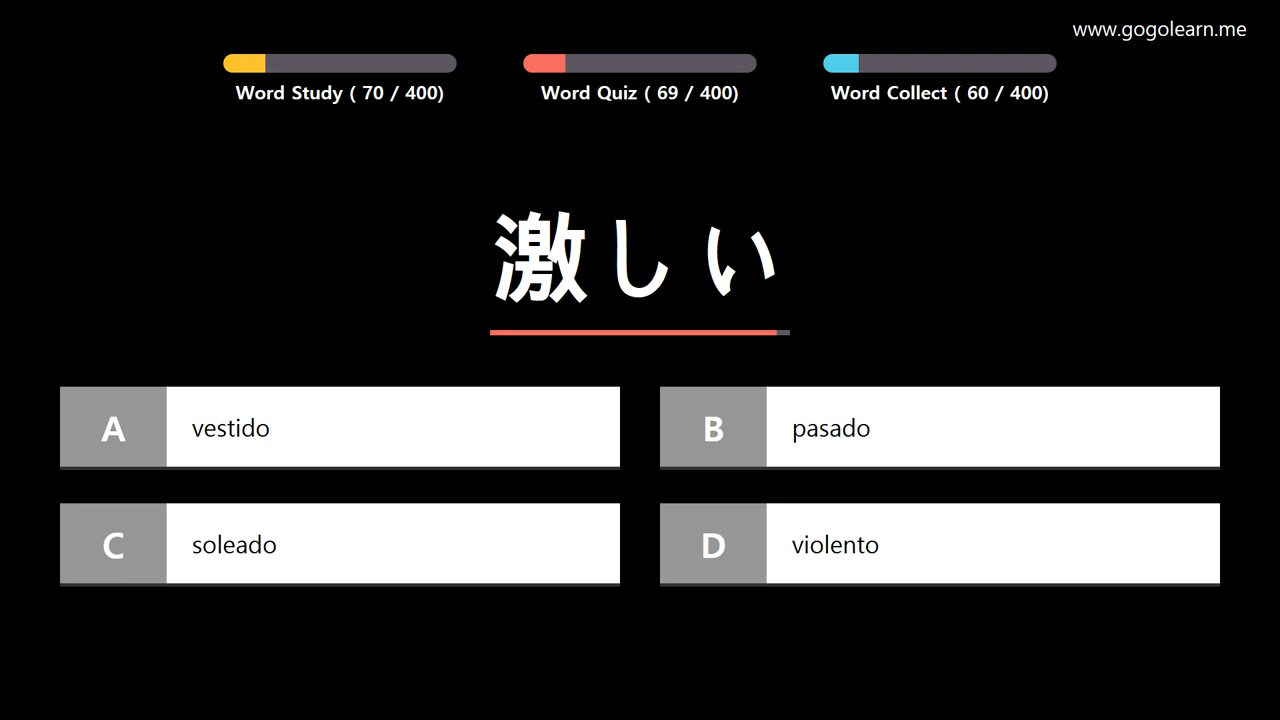 www.gogolearn.me
Word Study ( 70 / 400)
Word Quiz ( 69 / 400)
Word Collect ( 60 / 400)
激しい
A vestido
B pasado
C soleado
D violento